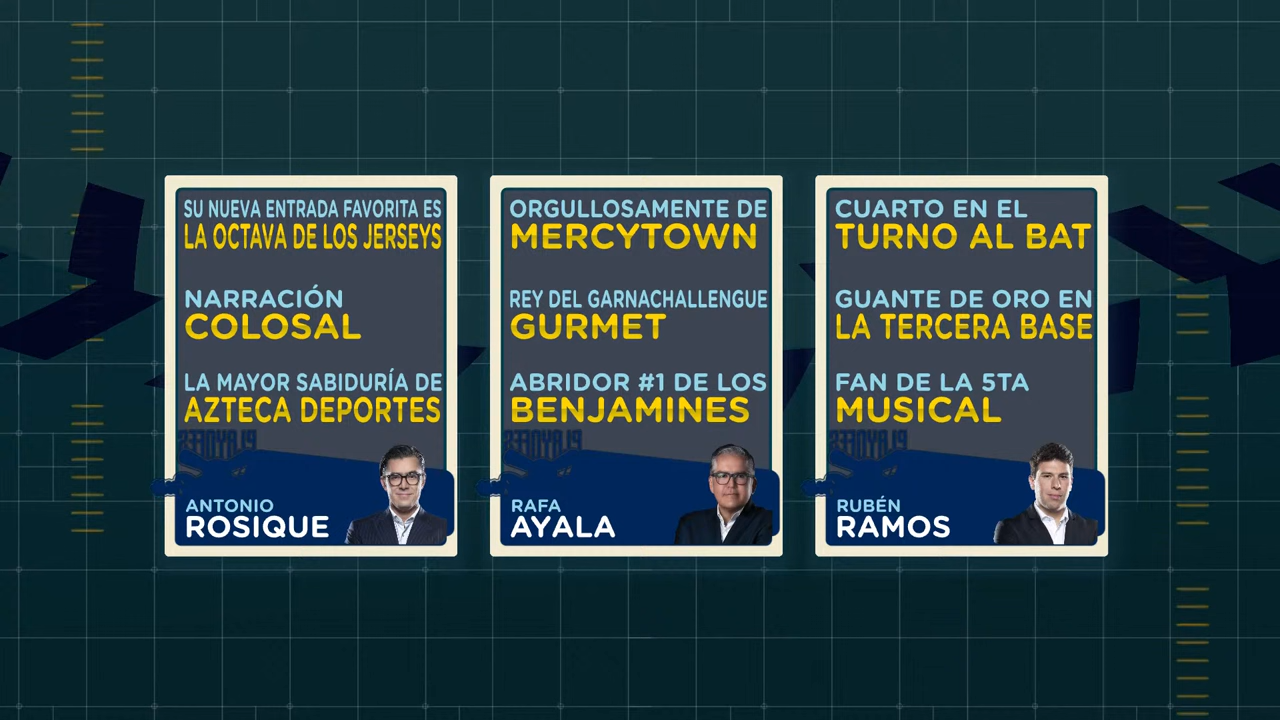 SU NUEVA ENTRADA FAVORITA ES
LA OCTAVA DE LOS JERSEYS
NARRACIÓN
COLOSAL
LA MAYOR SABIDURÍA DE
AZTECA DEPORTES
ANTONIO
ROSIQUE
ORGULLOSAMENTE DE
MERCYTOWN
REY DEL GARNACHALLENGUE
GURMET
ABRIDOR #1 DE LOS
BENJAMINES
RAFA
AYALA
CUARTO EN EL
TURNO AL BAT
GUANTE DE ORO EN
LA TERCERA BASE
FAN DE LA 5TA
MUSICAL
RUBÉN
RAMOS